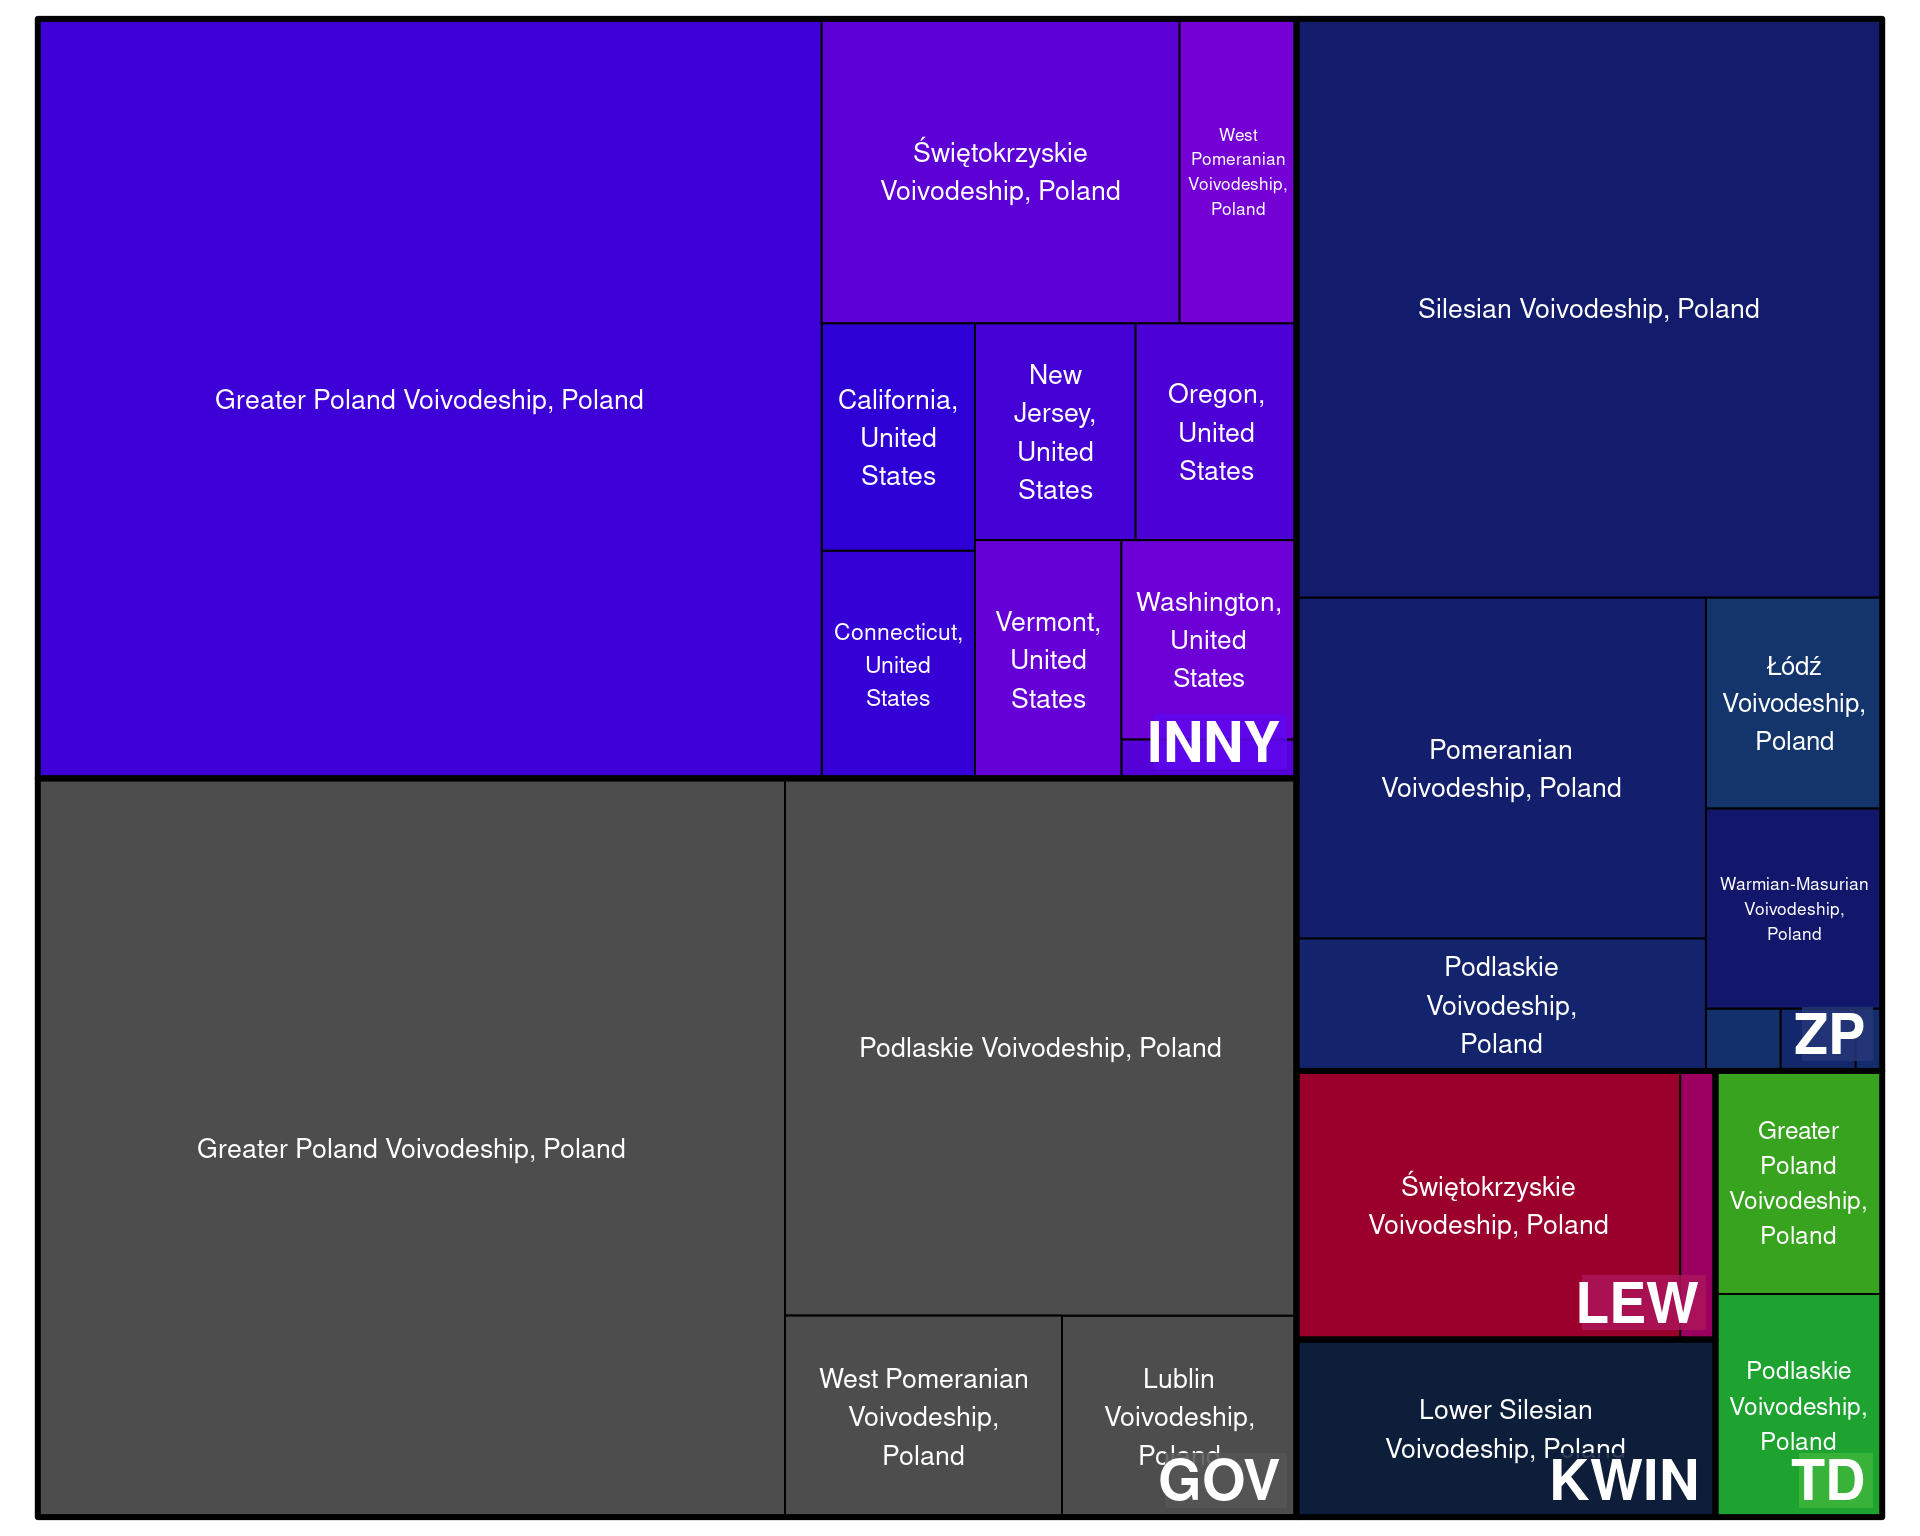 Greater Poland Voivodeship, Poland
Świętokrzyskie
Voivodeship, Poland
West
Pomeranian
Voivodeship,
Poland
California,
United
States
New
Jersey,
United
States
Oregon,
United
States
Connecticut,
United
States
Vermont,
United
States
Washington,
United
States
INNY
Silesian Voivodeship, Poland
Pomeranian
Voivodeship, Poland
Łódź
Voivodeship,
Poland
Warmian-Masurian
Voivodeship,
Poland
Podlaskie
Voivodeship,
Poland
ZP
Greater Poland Voivodeship, Poland
Podlaskie Voivodeship, Poland
West Pomeranian
Voivodeship,
Poland
Lublin
Voivodeship,
Poland
GOV
Świętokrzyskie
Voivodeship, Poland
LEW
Lower Silesian
Voivodeship, Poland
KWIN
Greater
Poland
Voivodeship,
Poland
Podlaskie
Voivodeship,
Poland
TD